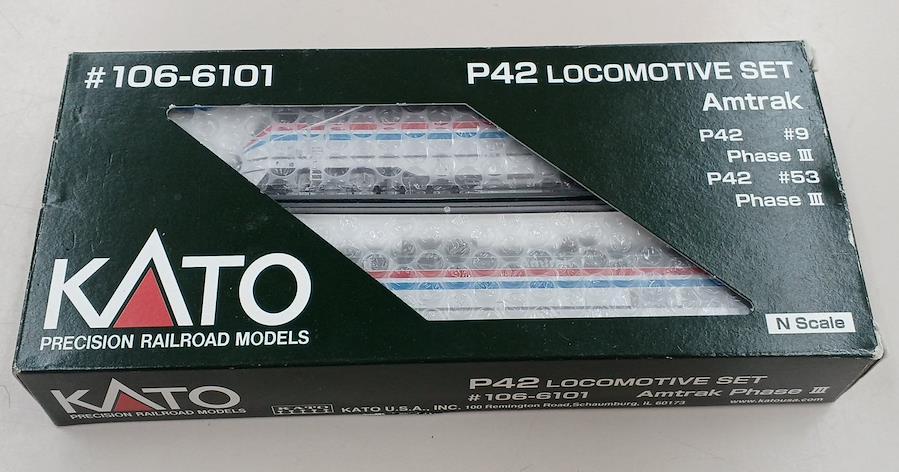 #106-6101
P42 LOCOMOTIVE SET
Amtrak
P42 #9
Phase III
P42 #53
Phase III
KATO
PRECISION RAILROAD MODELS
N Scale
KATO
PRECISION RAILROAD MODELS
P42 LOCOMOTIVE SET
#106-6101 Amtrak Phase III
KATO U.S.A., INC. 100 Remington Road, Schaumburg, IL 60173 www.katousa.com